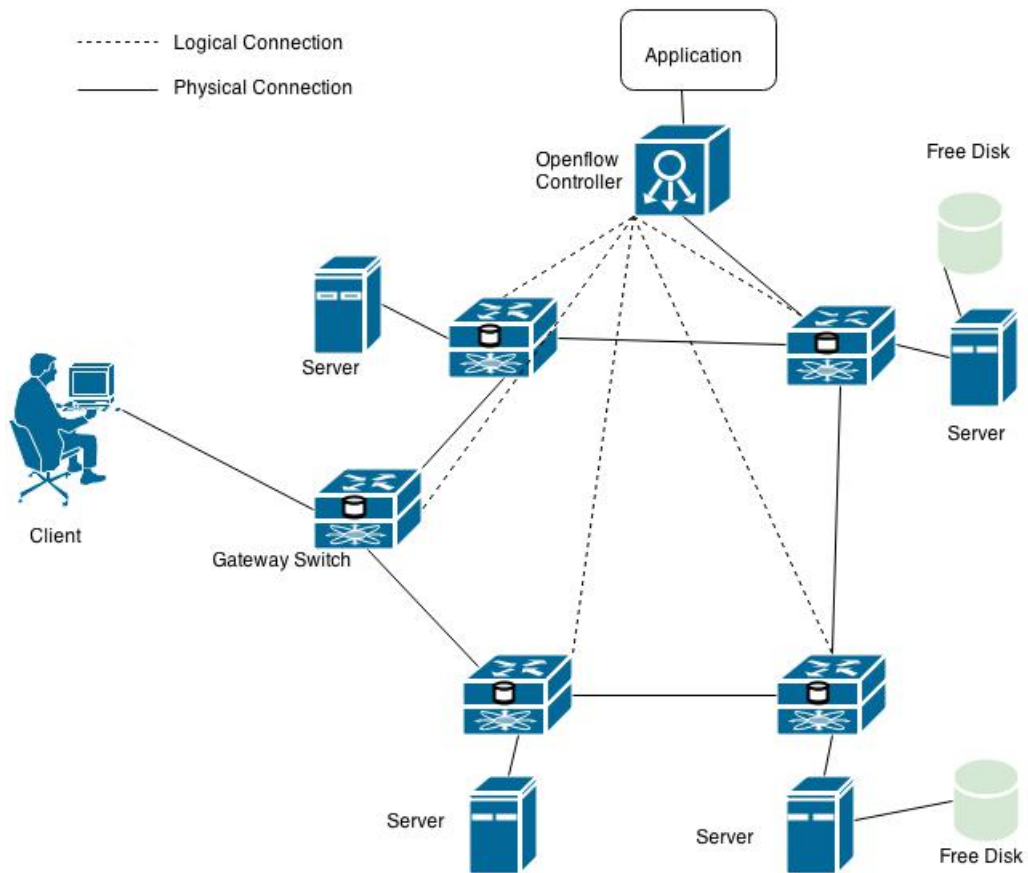 Logical Connection
Physical Connection
Application
Openflow
Controller
Free Disk
Server
Server
Client
Gateway Switch
Server
Server
Free Disk